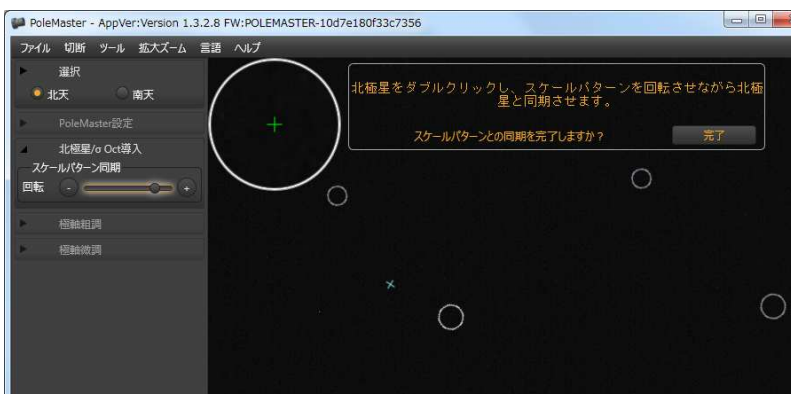 PoleMaster - AppVer:Version 1.3.2.8 FW:POLEMASTER-10d7e180f33c7356
ファイル 切断 ツール 拡大ズーム 言語 ヘルプ
選択
北天 南天
PoleMaster設定
北極星/σ Oct導入
スケールパターン同期
回転 - +
極軸粗調
極軸微調
北極星をダブルクリックし、スケールパターンを回転させながら北極
星と同期させます。
スケールパターンとの同期を完了しますか？ 完了